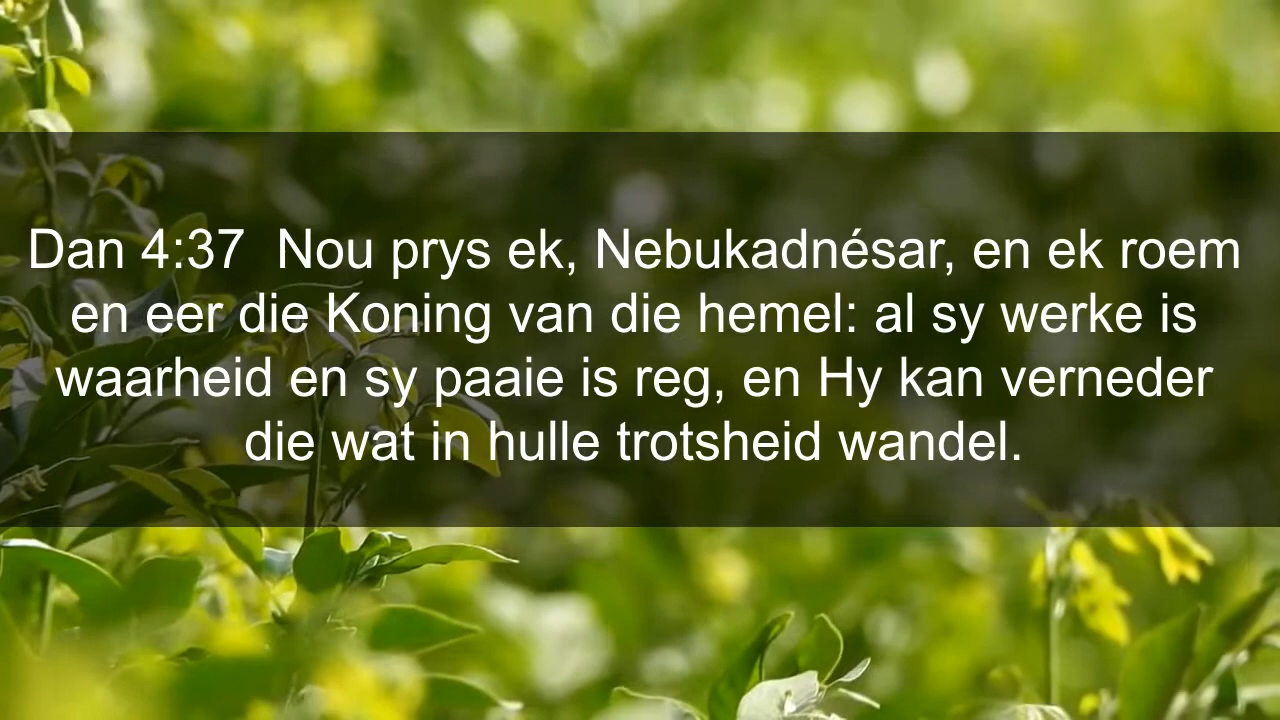 Dan 4:37  Nou prys ek, Nebukadnésar, en ek roem
en eer die Koning van die hemel: al sy werke is
waarheid en sy paaie is reg, en Hy kan verneder
die wat in hulle trotsheid wandel.